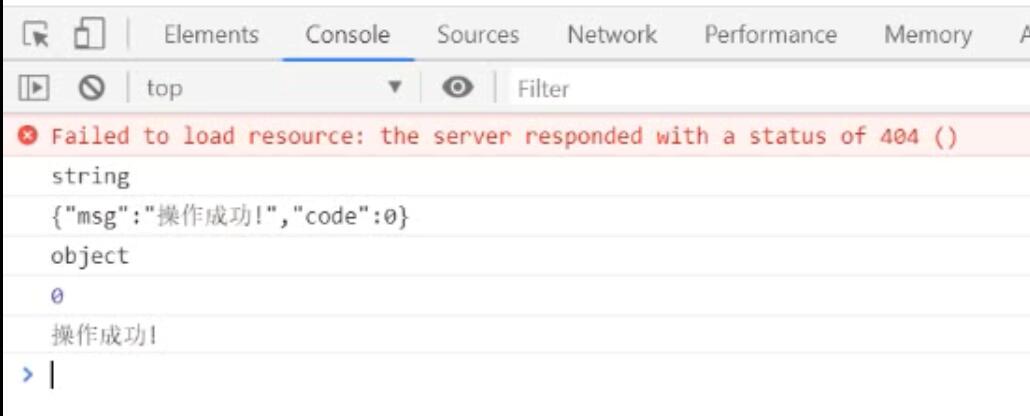 Elements Console Sources Network Performance Memory A
top Filter
Failed to load resource: the server responded with a status of 404 ()
string
{"msg":"操作成功!","code":0}
object
0
操作成功!